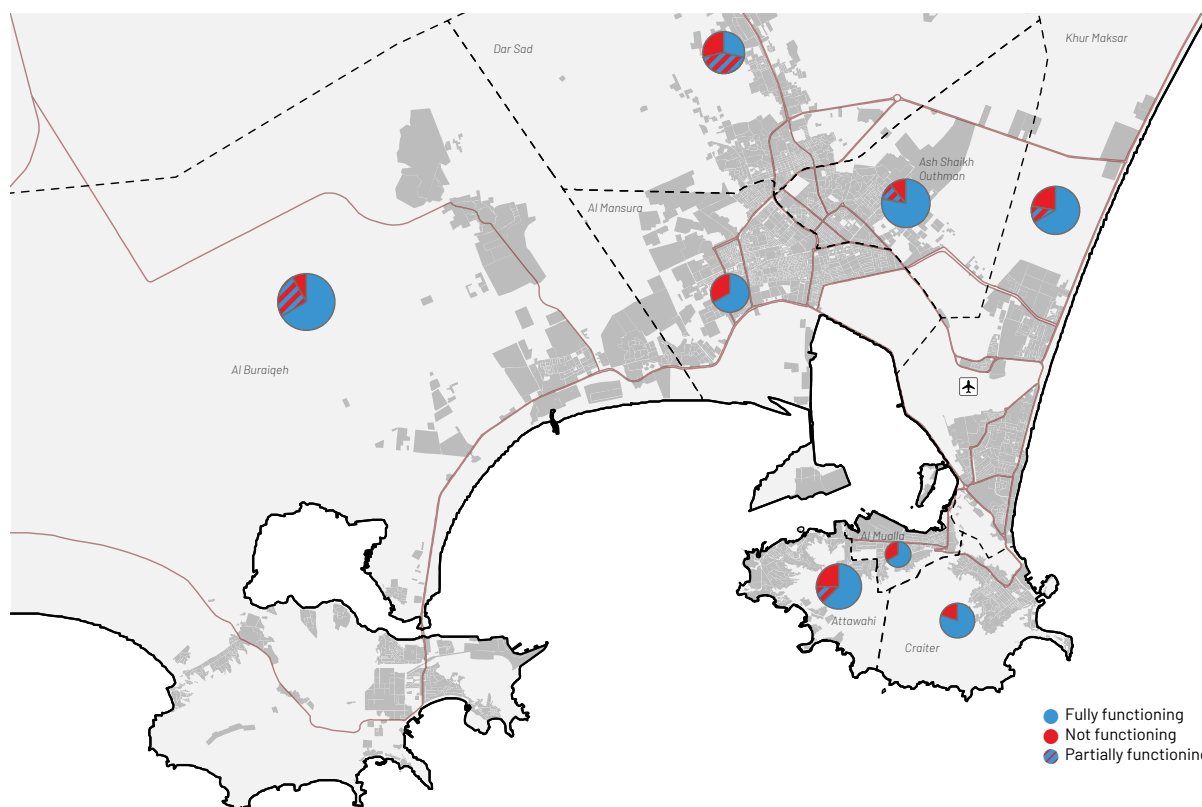 Dar Sad
Khur Maksar
Ash Shaikh
Outhman
Al Mansura
Al Buraiqeh
Al Mualla
Attawahi
Craiter
Fully functioning
Not functioning
Partially functioning